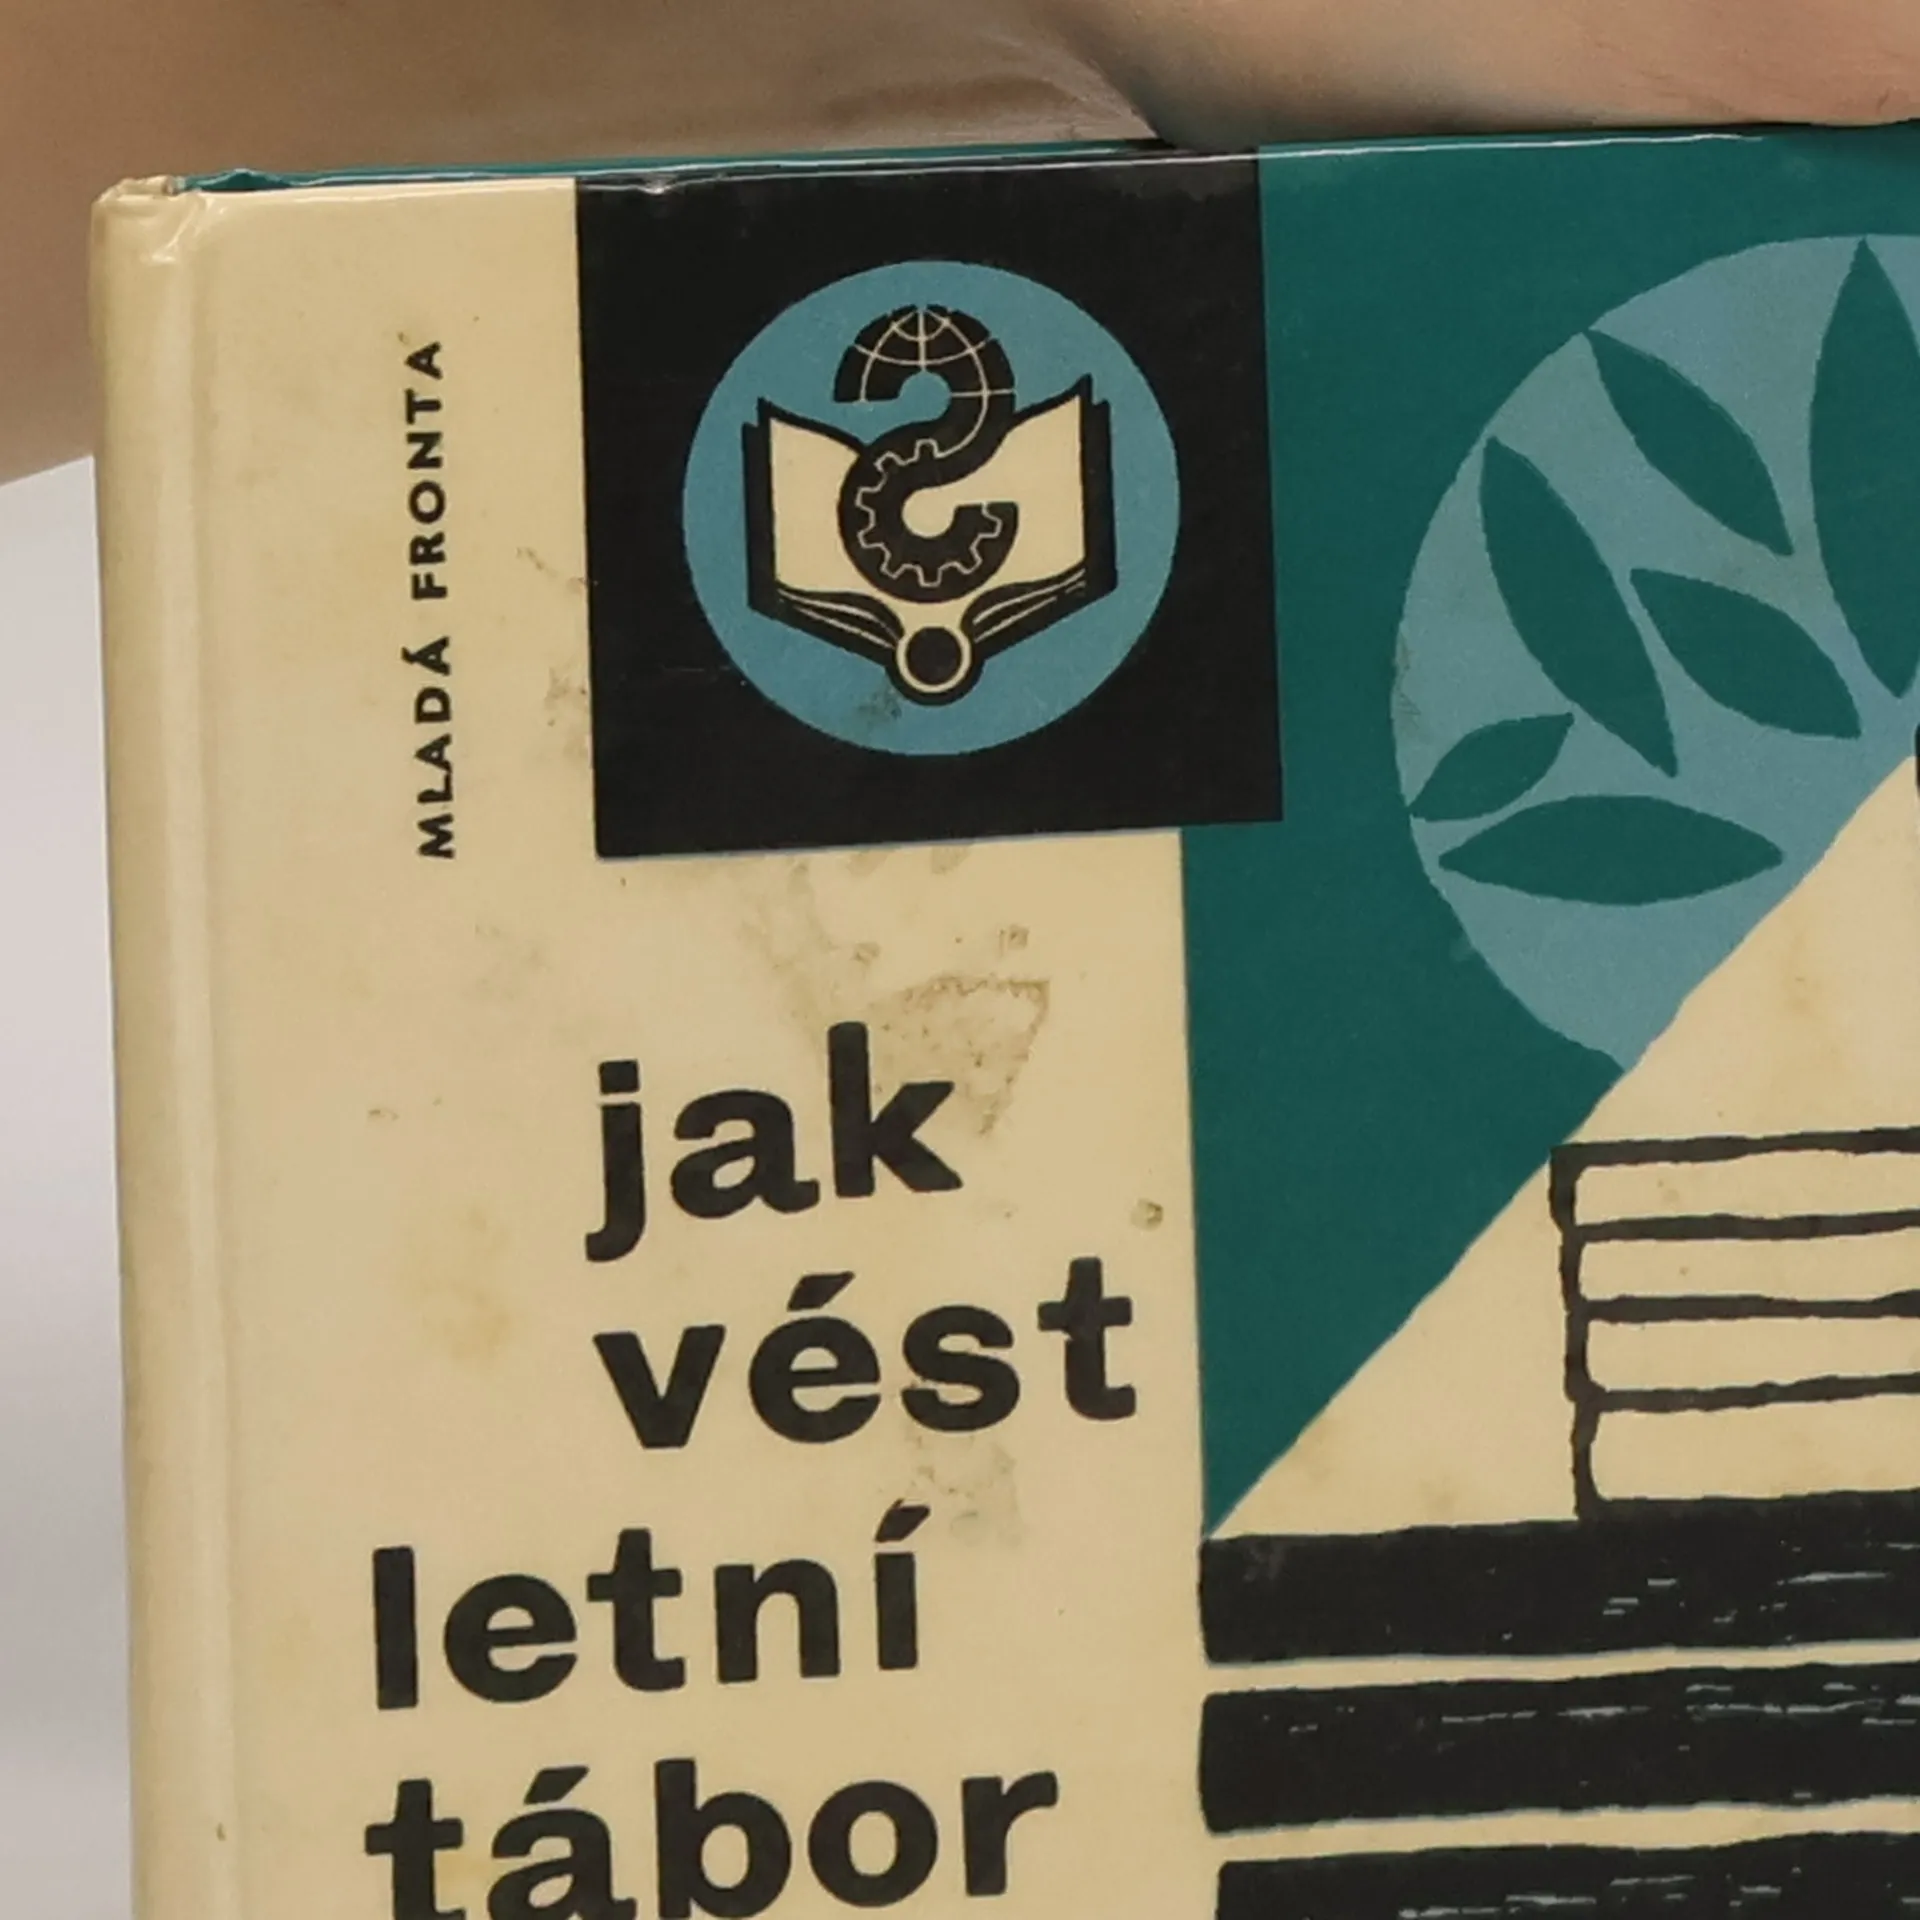 MLADÁ FRONTA
jak
vést
letní
tábor